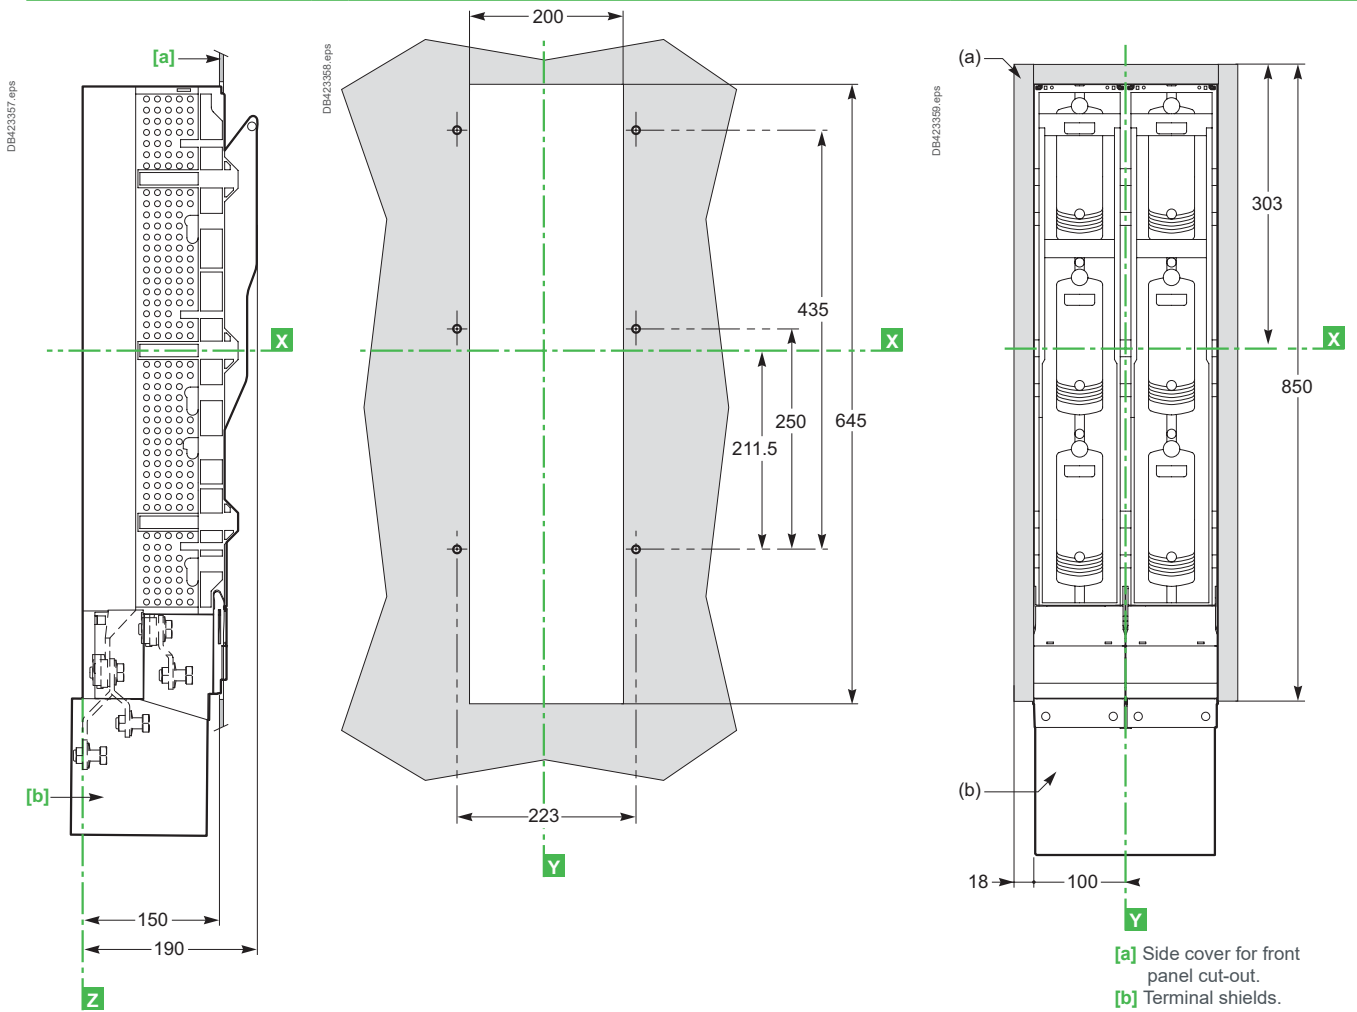 DB423357.eps
[a]
X
[b]
150
190
Z
DB423358.eps
200
435
X
250
645
211.5
223
Y
DB423359.eps
(a)
303
X
850
(b)
18
100
Y
[a] Side cover for front
panel cut-out.
[b] Terminal shields.